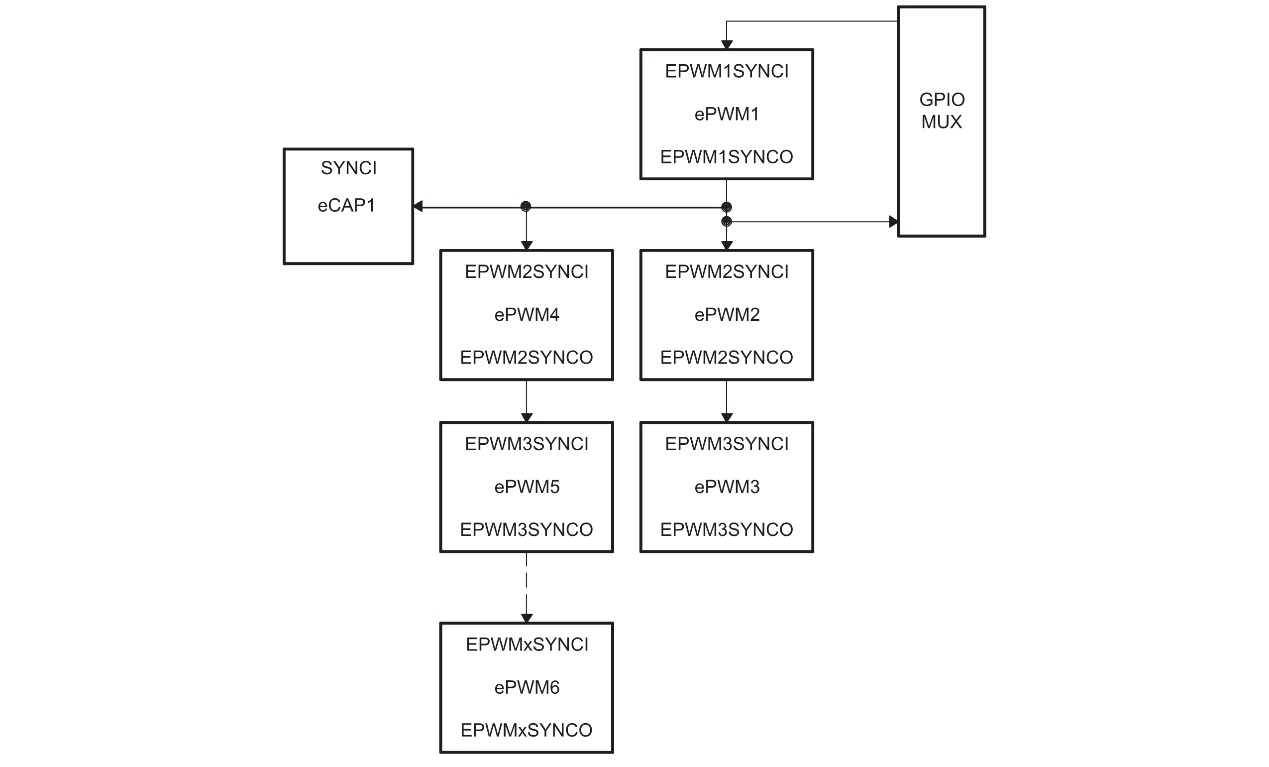 EPWM1SYNCI
ePWM1
EPWM1SYNCO
GPIO
MUX
SYNCI
eCAP1
EPWM2SYNCI
ePWM4
EPWM2SYNCO
EPWM2SYNCI
ePWM2
EPWM2SYNCO
EPWM3SYNCI
ePWM5
EPWM3SYNCO
EPWM3SYNCI
ePWM3
EPWM3SYNCO
EPWMxSYNCI
ePWM6
EPWMxSYNCO